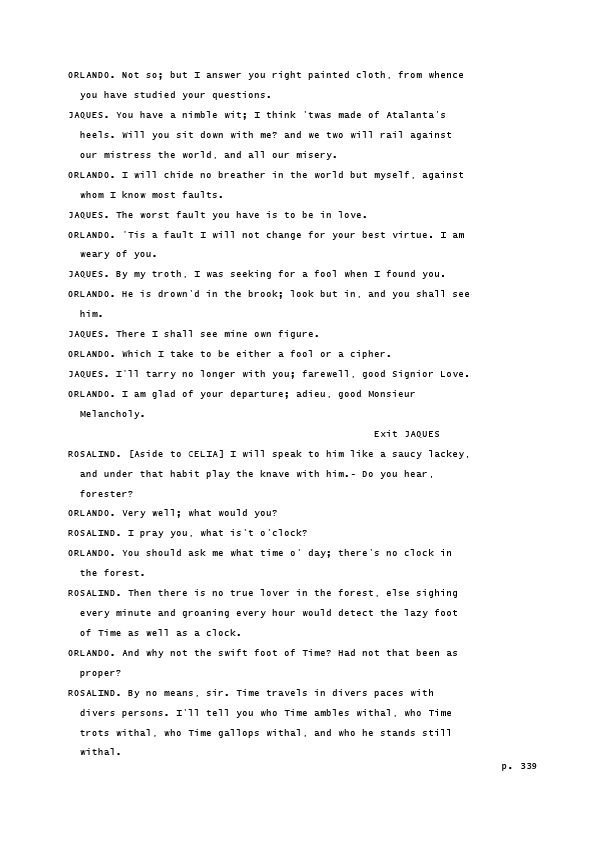 ORLANDO. Not so; but I answer you right painted cloth, from whence
you have studied your questions.
JAQUES. You have a nimble wit; I think 'twas made of Atalanta's
heels. Will you sit down with me? and we two will rail against
our mistress the world, and all our misery.
ORLANDO. I will chide no breather in the world but myself, against
whom I know most faults.
JAQUES. The worst fault you have is to be in love.
ORLANDO. 'Tis a fault I will not change for your best virtue. I am
weary of you.
JAQUES. By my troth, I was seeking for a fool when I found you.
ORLANDO. He is drown'd in the brook; look but in, and you shall see
him.
JAQUES. There I shall see mine own figure.
ORLANDO. Which I take to be either a fool or a cipher.
JAQUES. I'll tarry no longer with you; farewell, good Signior Love.
ORLANDO. I am glad of your departure; adieu, good Monsieur
Melancholy.
Exit JAQUES
ROSALIND. [Aside to CELIA] I will speak to him like a saucy lackey,
and under that habit play the knave with him.- Do you hear,
forester?
ORLANDO. Very well; what would you?
ROSALIND. I pray you, what is't o'clock?
ORLANDO. You should ask me what time o' day; there's no clock in
the forest.
ROSALIND. Then there is no true lover in the forest, else sighing
every minute and groaning every hour would detect the lazy foot
of Time as well as a clock.
ORLANDO. And why not the swift foot of Time? Had not that been as
proper?
ROSALIND. By no means, sir. Time travels in divers paces with
divers persons. I'll tell you who Time ambles withal, who Time
trots withal, who Time gallops withal, and who he stands still
withal.
p. 339